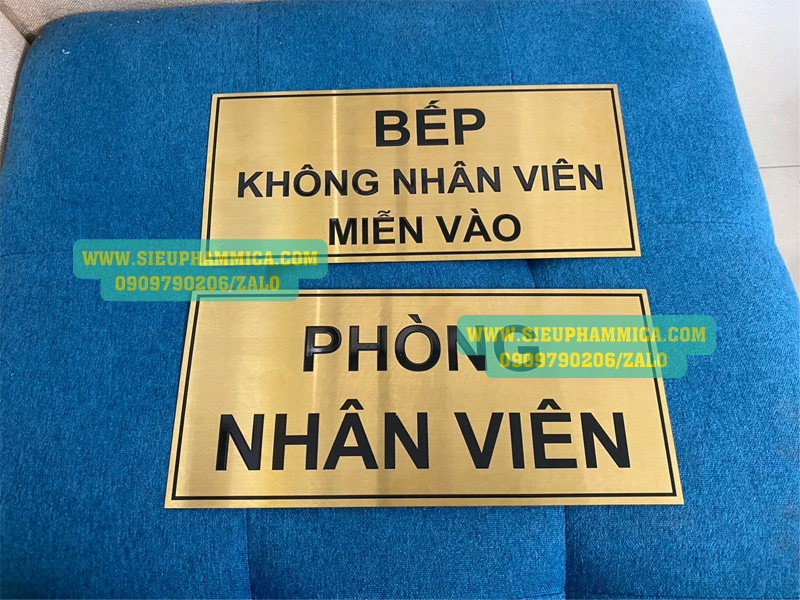 BẾP
KHÔNG NHÂN VIÊN
MIỄN VÀO
WWW.SIEUPHAMMICA.COM
0909790206/ZALO
PHÒNG
WWW.SIEUPHAMMICA.COM
0909790206/ZALO
NHÂN VIÊN